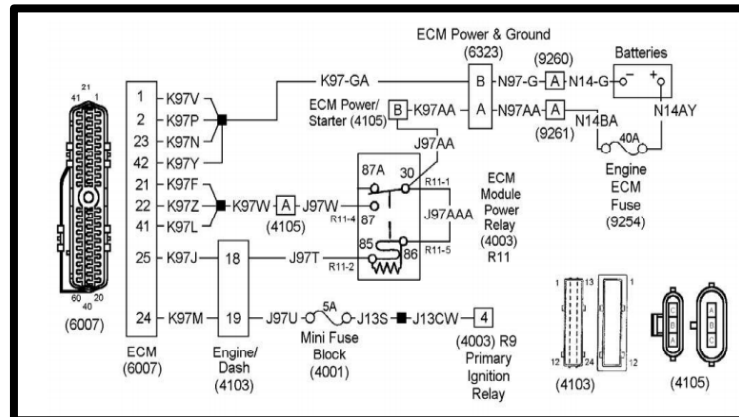 ECM Power & Ground
(6323)
(9260)
Batteries
41
21
1
1
K97V
2
K97P
23
K97N
42
K97Y
21
K97F
22
K97Z
41
K97L
25
K97J
24
K97M
K97-GA
B
N97-G
A
N14-G
-
+
ECM Power/
Starter (4105)
B
K97AA
A
N97AA
A
(9261)
N14BA
N14AY
40A
Engine
ECM
Fuse
(9254)
J97AA
87A
30
R11-1
K97W
A
J97W
(4105)
R11-4
87
J97AAA
ECM
Module
Power
Relay
(4003)
R11
85
86
R11-5
R11-2
18
J97T
19
J97U
5A
J13S
J13CW
4
Mini Fuse
Block
(4001)
(4003) R9
Primary
Ignition
Relay
60
20
40
(6007)
ECM
(6007)
Engine/
Dash
(4103)
1
13
1
12
24
12
(4103)
C
B
A
A
B
C
(4105)